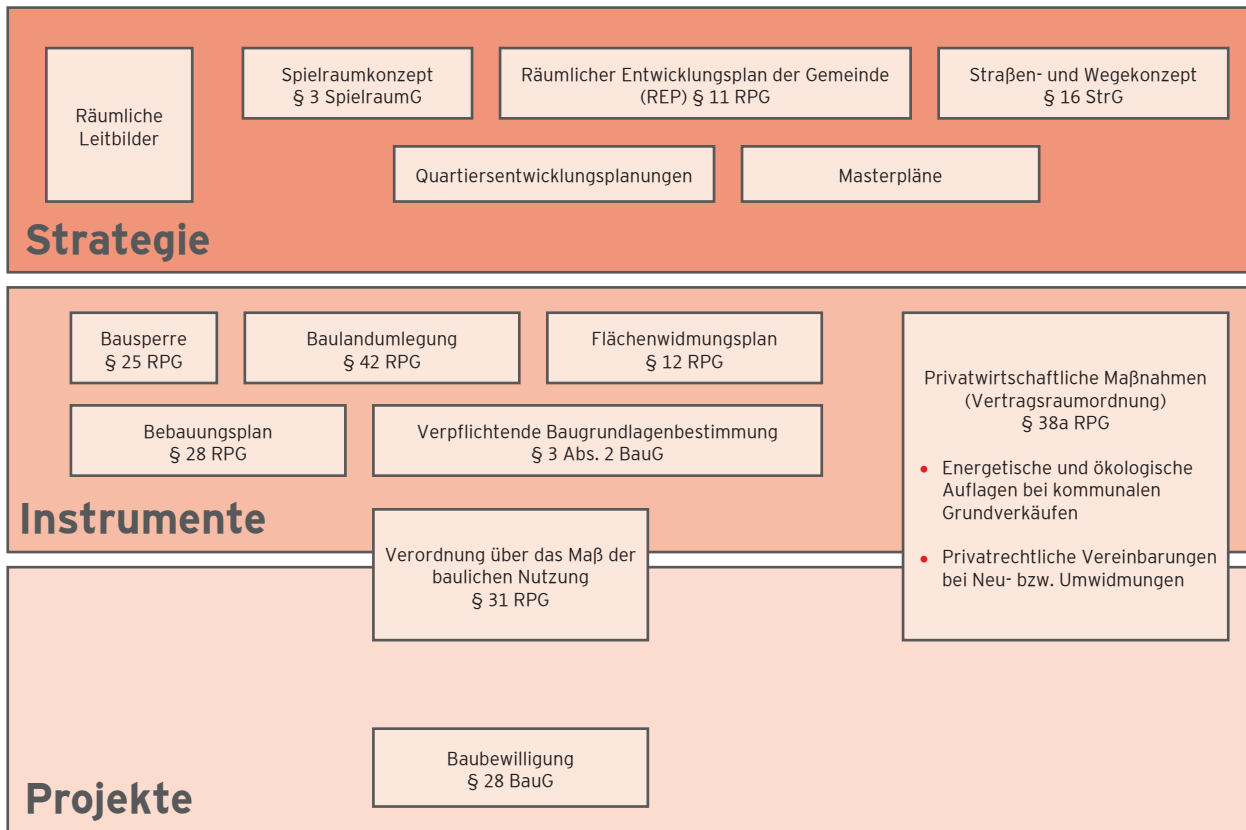 Räumliche
Leitbilder
Spielraumkonzept
§ 3 SpielraumG
Räumlicher Entwicklungsplan der Gemeinde
(REP) § 11 RPG
Straßen- und Wegekonzept
§ 16 StrG
Quartiersentwicklungsplanungen
Masterpläne
Strategie
Bausperre
§ 25 RPG
Baulandumlegung
§ 42 RPG
Flächenwidmungsplan
§ 12 RPG
Bebauungsplan
§ 28 RPG
Verpflichtende Baugrundlagenbestimmung
§ 3 Abs. 2 BauG
Privatwirtschaftliche Maßnahmen
(Vertragsraumordnung)
§ 38a RPG
• Energetische und ökologische
Auflagen bei kommunalen
Grundverkäufen
• Privatrechtliche Vereinbarungen
bei Neu- bzw. Umwidmungen
Instrumente
Verordnung über das Maß der
baulichen Nutzung
§ 31 RPG
Baubewilligung
§ 28 BauG
Projekte